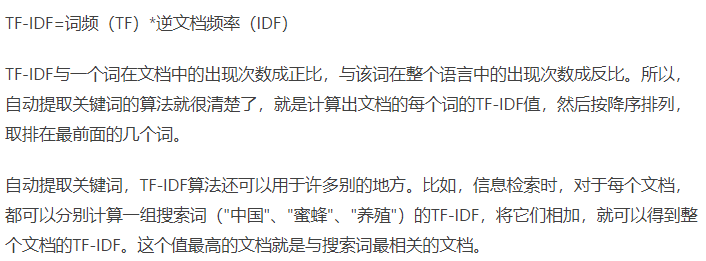 TF-IDF=词频（TF）*逆文档频率（IDF）
TF-IDF与一个词在文档中的出现次数成正比，与该词在整个语言中的出现次数成反比。所以，
自动提取关键词的算法就很清楚了，就是计算出文档的每个词的TF-IDF值，然后按降序排列，
取排在最前面的几个词。
自动提取关键词，TF-IDF算法还可以用于许多别的地方。比如，信息检索时，对于每个文档，
都可以分别计算一组搜索词（"中国"、"蜜蜂"、"养殖"）的TF-IDF，将它们相加，就可以得到整
个文档的TF-IDF。这个值最高的文档就是与搜索词最相关的文档。